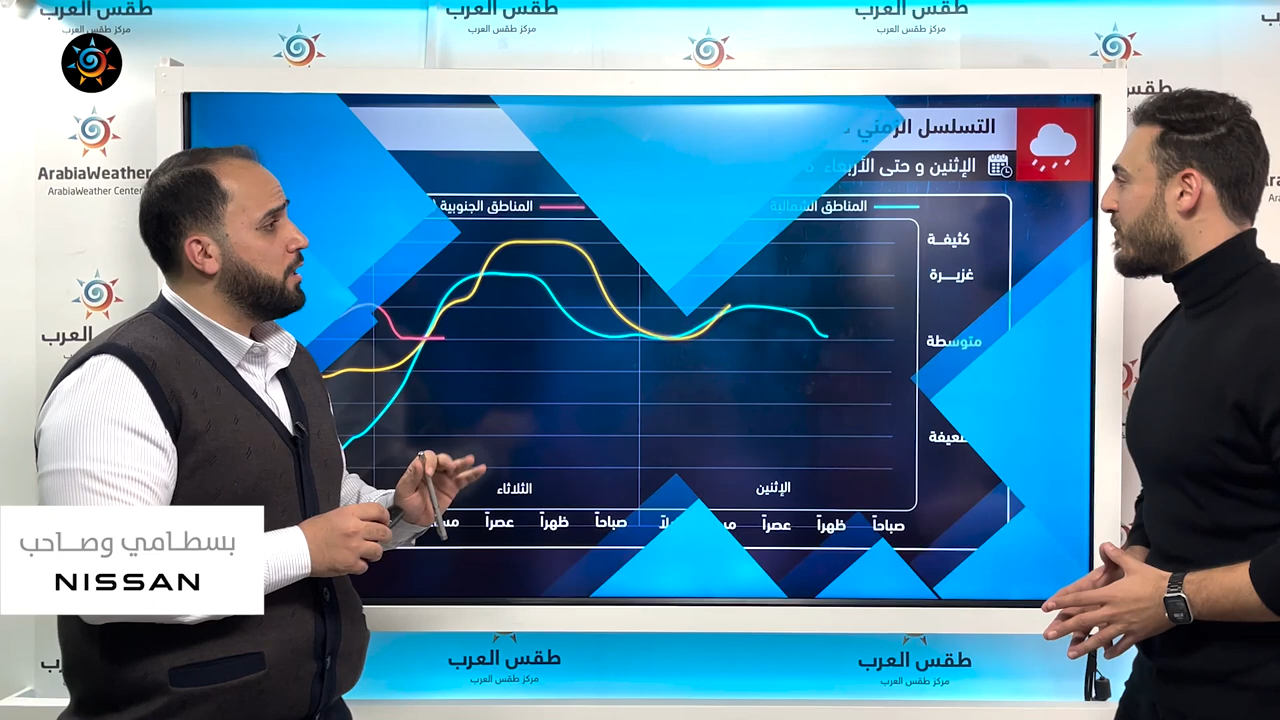 طقس العرب
مركز طقس العرب
طقس العرب
مركز طقس العرب
طقس العرب
مركز طقس العرب
ArabiaWeather
ArabiaWeather Center
العرب
التسلسل الزمني
الإثنين و حتى الأربعاء
المناطق الشمالية
المناطق الجنوبية
كثيفة
غزيرة
متوسطة
الإثنين
الثلاثاء
صباحاً
ظهراً
عصراً
صباحاً
ظهراً
عصراً
بسطامي وصاحب
NISSAN
طقس العرب
مركز طقس العرب
طقس العرب
مركز طقس العرب